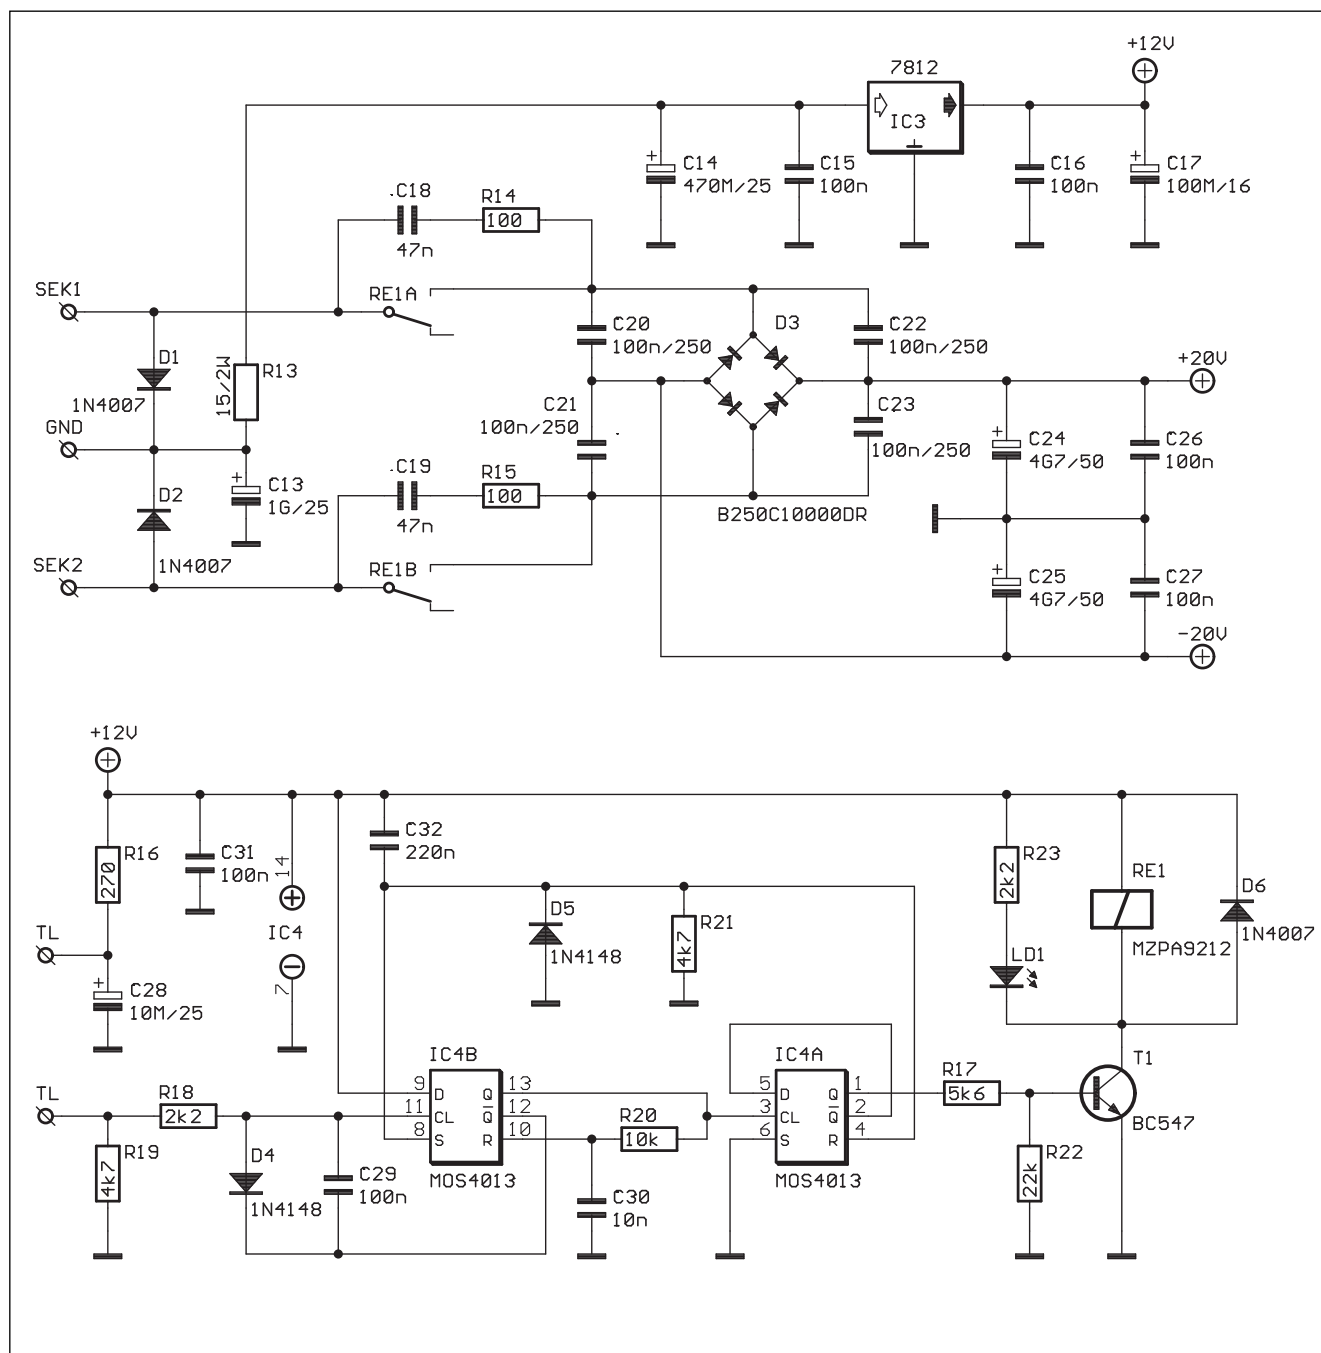 +12V
7812
IC3
+
C14
470M/25
C15
100n
C16
100n
+
C17
100M/16
.C18
R14
100
47n
SEK1
RE1A
C20
100n/250
D3
C22
100n/250
+20V
D1
1N4007
15/2W
R13
C21
100n/250
C23
100n/250
GND
+
C24
4G7/50
C26
100n
+
C13
1G/25
.C19
R15
100
47n
B250C10000DR
D2
1N4007
SEK2
RE1B
+
C25
4G7/50
C27
100n
-20V
+12V
R16
270
C31
100n
14
IC4
7
C32
220n
R23
2k2
RE1
MZPA9212
D6
1N4007
TL
D5
1N4148
R21
4k7
LD1
+
C28
10M/25
IC4B
IC4A
T1
BC547
9 D Q 13
11 CL Q 12
8 S R 10
MOS4013
5 D Q 1
3 CL Q 2
6 S R 4
MOS4013
R17
5k6
TL
R18
2k2
R20
10k
R19
4k7
D4
1N4148
C29
100n
C30
10n
R22
22k